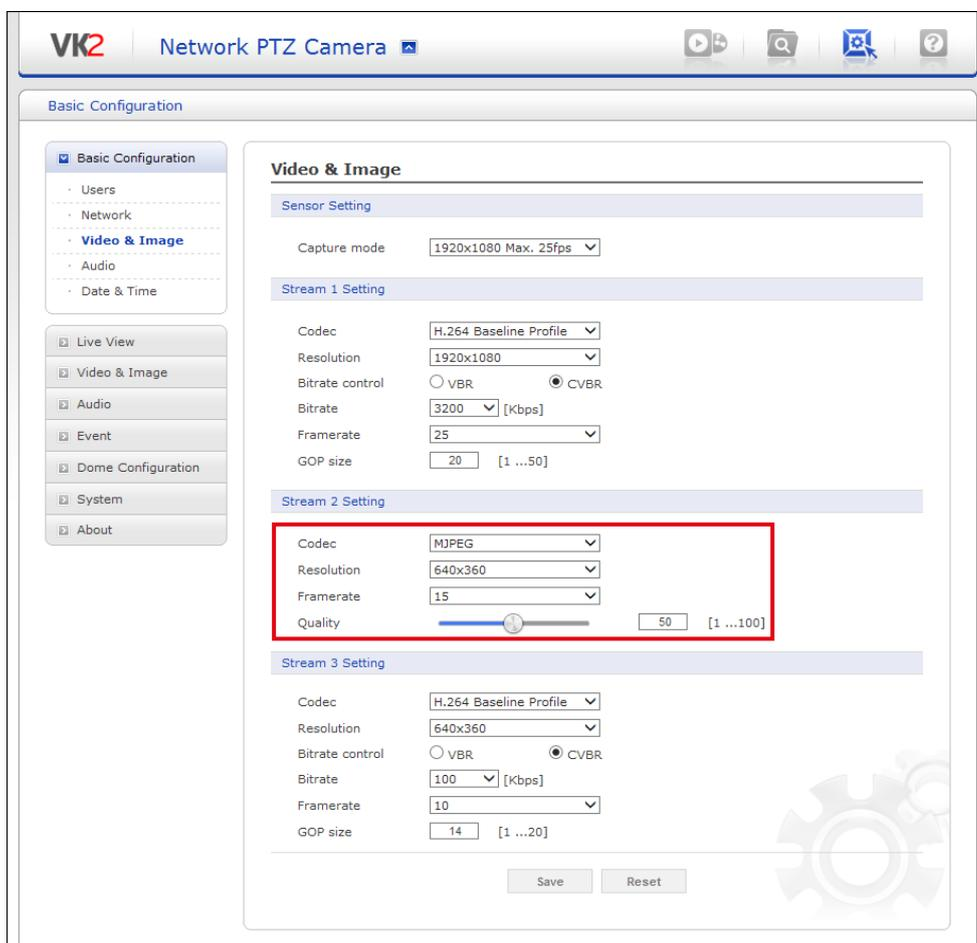 VK2 Network PTZ Camera
Basic Configuration
Basic Configuration
Users
Network
Video & Image
Audio
Date & Time
Live View
Video & Image
Audio
Event
Dome Configuration
System
About
Video & Image
Sensor Setting
Capture mode 1920x1080 Max. 25fps
Stream 1 Setting
Codec H.264 Baseline Profile
Resolution 1920x1080
Bitrate control VBR CVBR
Bitrate 3200 [Kbps]
Framerate 25
GOP size 20 [1 ...50]
Stream 2 Setting
Codec MJPEG
Resolution 640x360
Framerate 15
Quality 50 [1 ...100]
Stream 3 Setting
Codec H.264 Baseline Profile
Resolution 640x360
Bitrate control VBR CVBR
Bitrate 100 [Kbps]
Framerate 10
GOP size 14 [1 ...20]
Save Reset